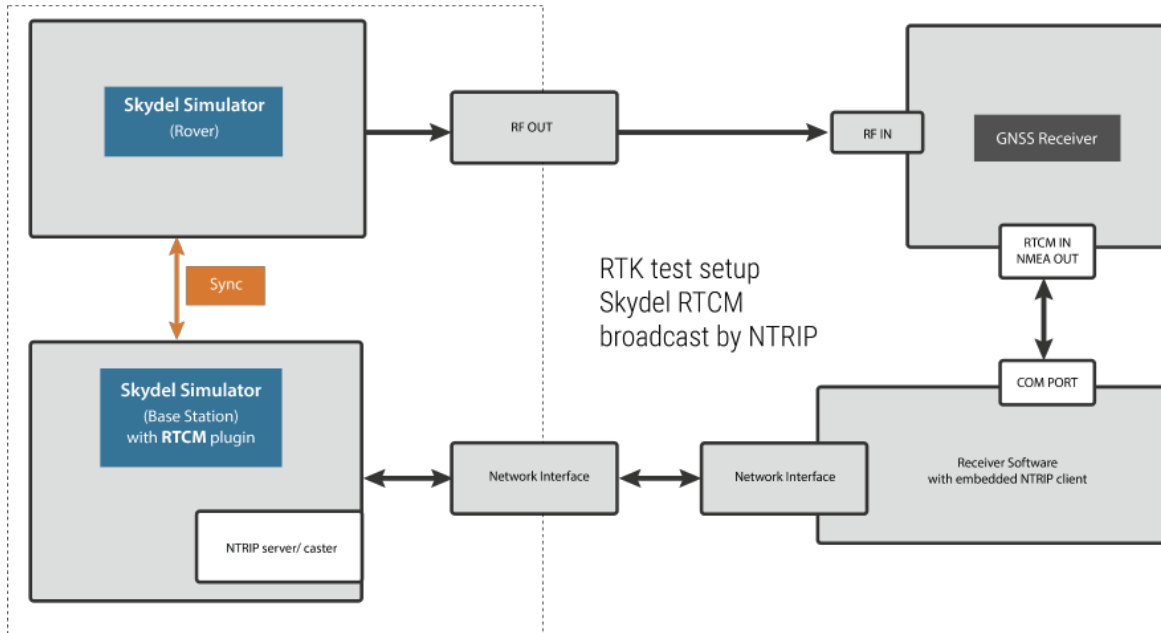 Skydel Simulator
(Rover)
RF OUT
RF IN
GNSS Receiver
RTCM IN
NMEA OUT
Sync
RTK test setup
Skydel RTCM
broadcast by NTRIP
Skydel Simulator
(Base Station)
with RTCM plugin
COM PORT
Network Interface
Network Interface
Receiver Software
with embedded NTRIP client
NTRIP server/ caster